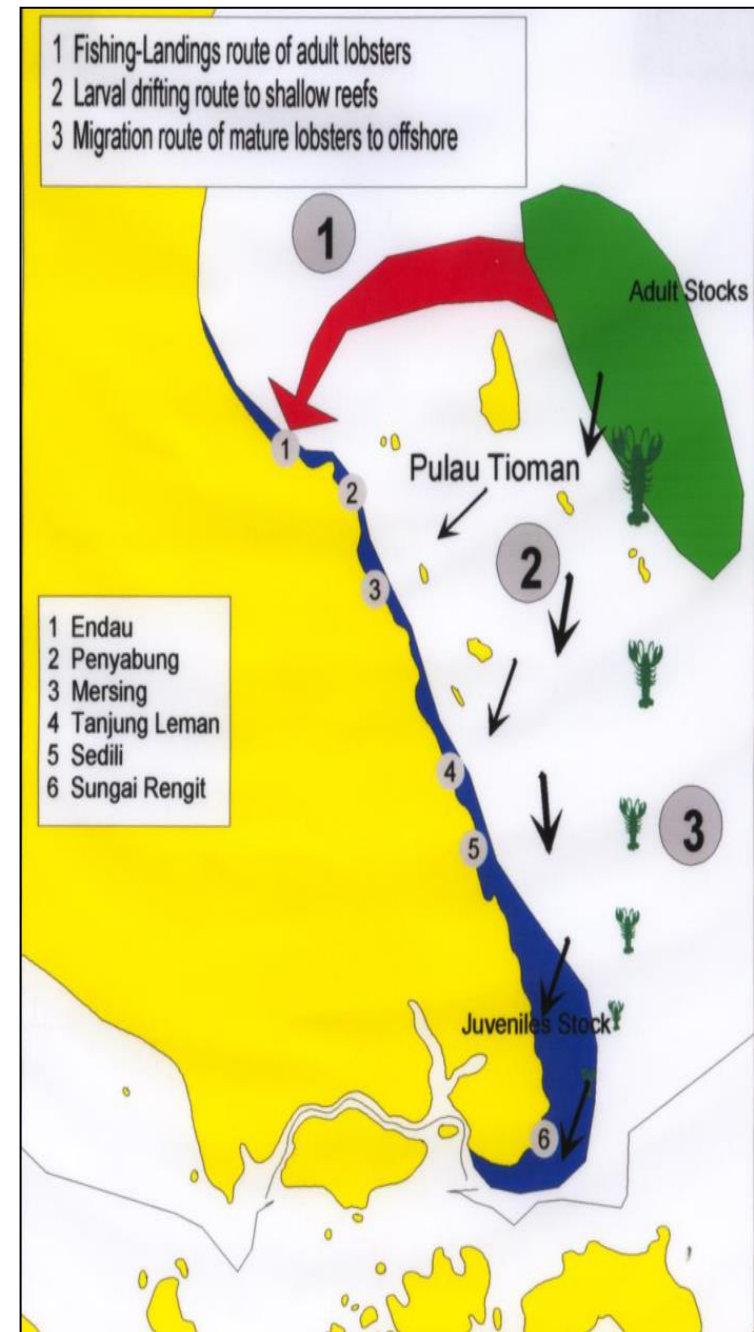 1 Fishing-Landings route of adult lobsters
2 Larval drifting route to shallow reefs
3 Migration route of mature lobsters to offshore
1
Adult Stocks
1
Pulau Tioman
2
2
3
1 Endau
2 Penyabung
3 Mersing
4 Tanjung Leman
5 Sedili
6 Sungai Rengit
4
3
5
Juveniles Stock
6